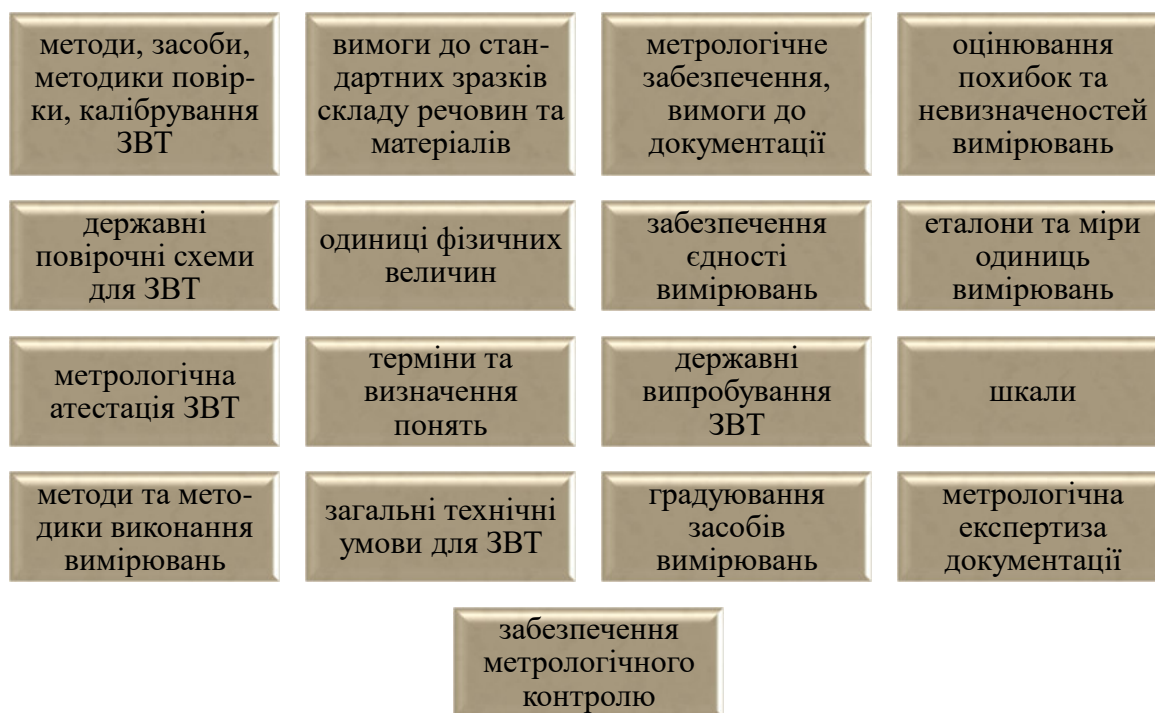 методи, засоби,
методики повір-
ки, калібрування
ЗВТ
вимоги до стан-
дартних зразків
складу речовин та
матеріалів
метрологічне
забезпечення,
вимоги до
документації
оцінювання
похибок та
невизначеностей
вимірювань
державні
повірочні схеми
для ЗВТ
одиниці фізичних
величин
забезпечення
єдності
вимірювань
еталони та міри
одиниць
вимірювань
метрологічна
атестація ЗВТ
терміни та
визначення
понять
державні
випробування
ЗВТ
шкали
методи та мето-
дики виконання
вимірювань
загальні технічні
умови для ЗВТ
градуювання
засобів
вимірювань
метрологічна
експертиза
документації
забезпечення
метрологічного
контролю